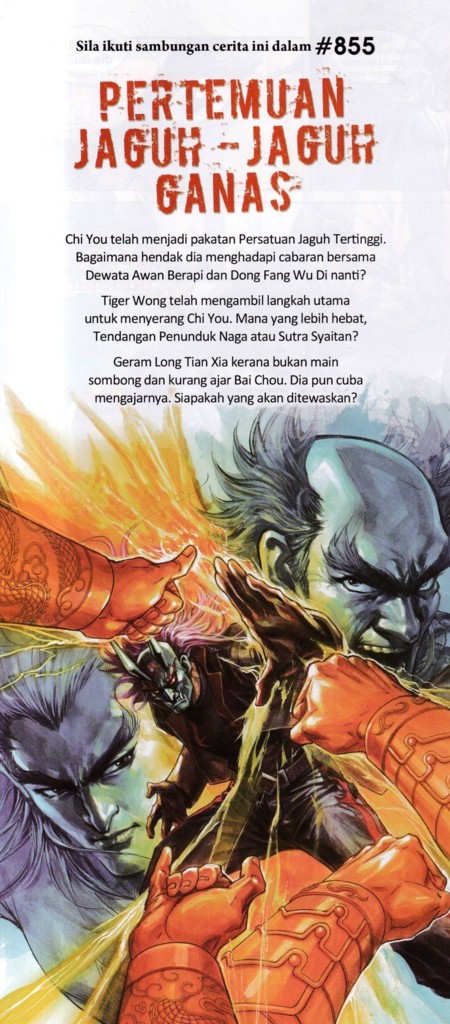 Sila ikuti sambungan cerita ini dalam #855
PERTEMUAN
JAGUH - JAGUH
GANAS
Chi You telah menjadi pakatan Persatuan Jaguh Tertinggi.
Bagaimana hendak dia menghadapi cabaran bersama
Dewata Awan Berapi dan Dong Fang Wu Di nanti?
Tiger Wong telah mengambil langkah utama
untuk menyerang Chi You. Mana yang lebih hebat,
Tendangan Penunduk Naga atau Sutra Syaitan?
Geram Long Tian Xia kerana bukan main
sombong dan kurang ajar Bai Chou. Dia pun cuba
mengajarnya. Siapakah yang akan ditewaskan?